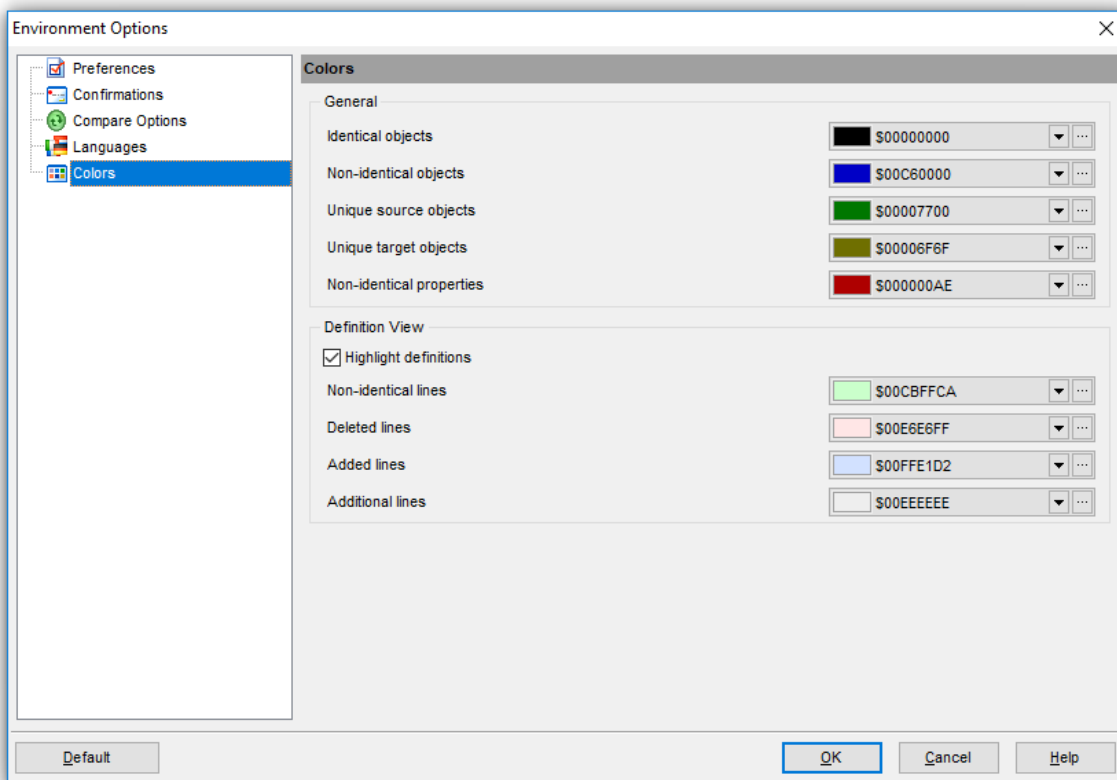 Environment Options
Preferences
Confirmations
Compare Options
Languages
Colors
Colors
General
Identical objects $00000000
Non-identical objects $00C60000
Unique source objects $00007700
Unique target objects $00006F6F
Non-identical properties $000000AE
Definition View
Highlight definitions
Non-identical lines $00CBFFCA
Deleted lines $00E6E6FF
Added lines $00FFE1D2
Additional lines $00EEEEEE
Default OK Cancel Help